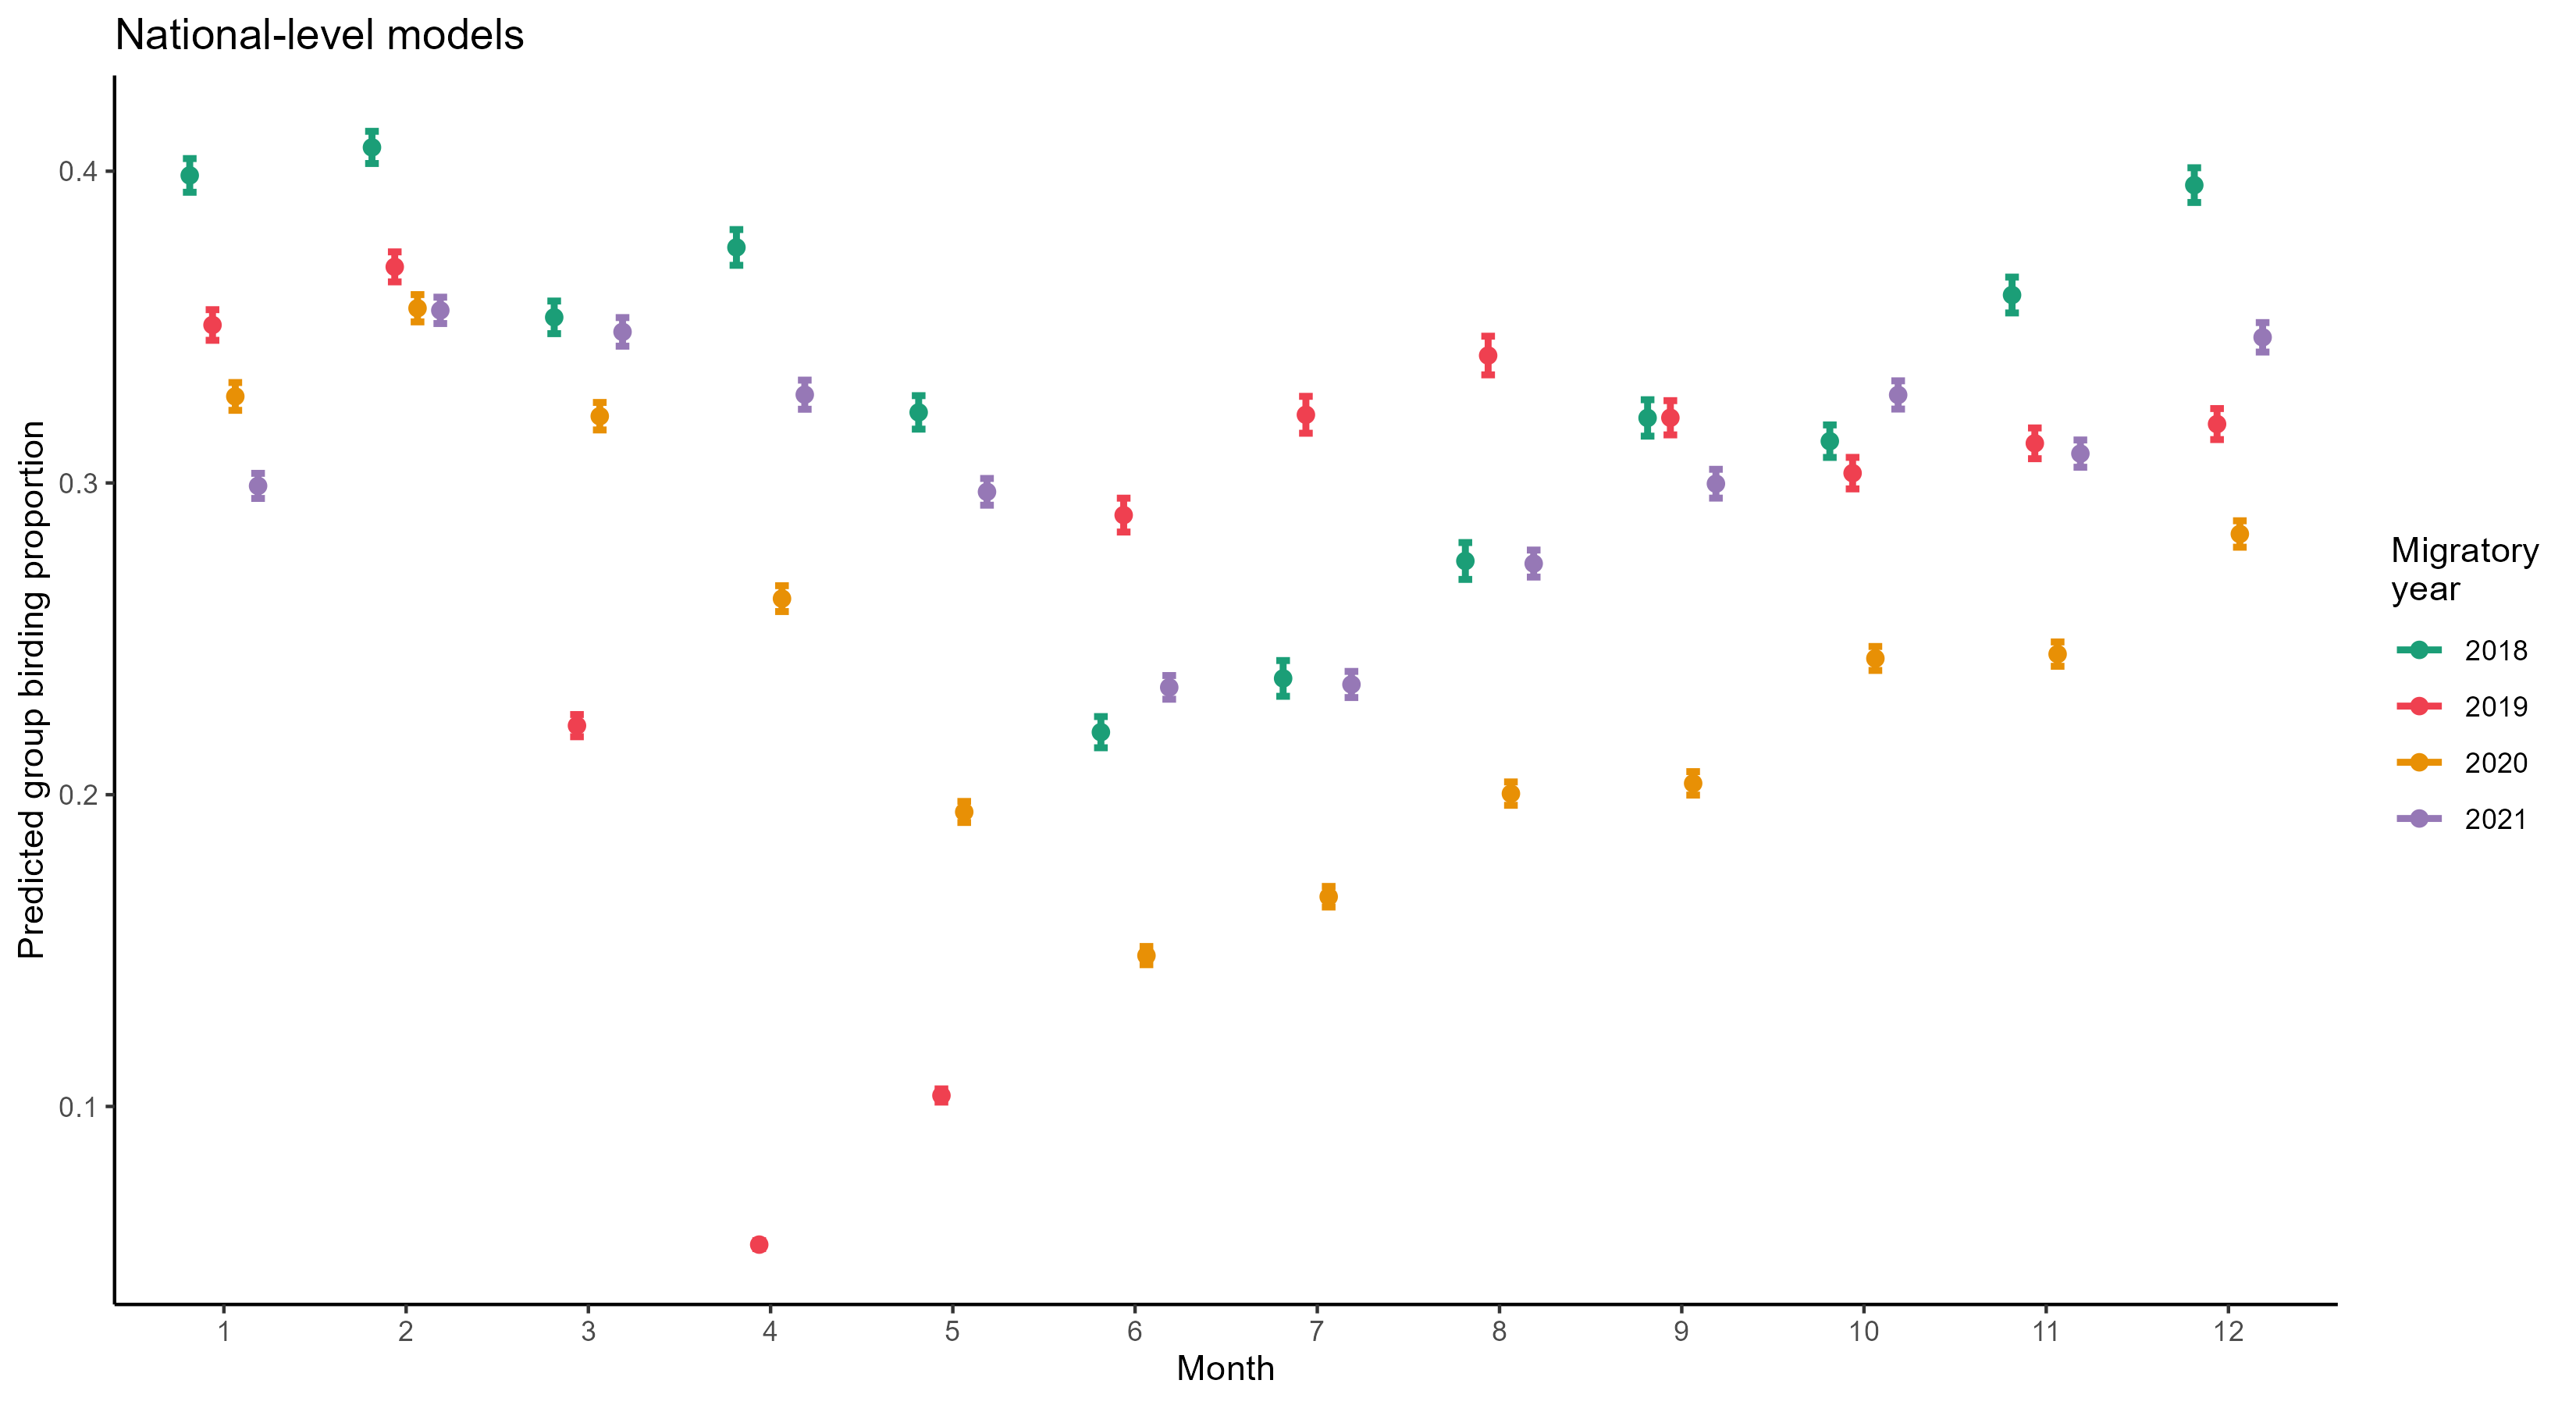 National-level models
Predicted group birding proportion
0.4
0.3
0.2
0.1
1 2 3 4 5 6 7 8 9 10 11 12
Month
Migratory
year
2018
2019
2020
2021